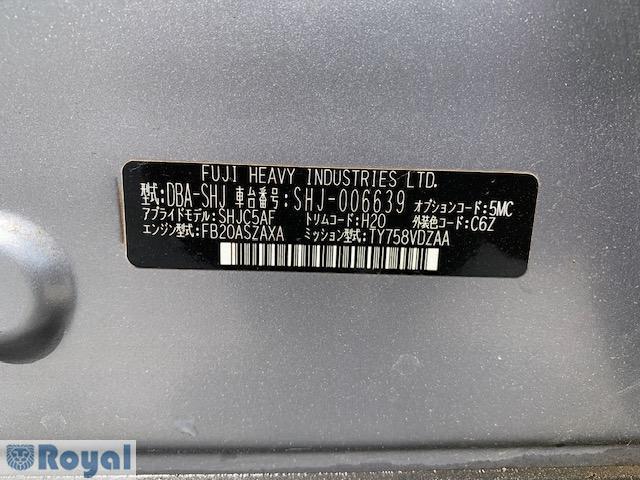 FUJI HEAVY INDUSTRIES LTD.
型式:DBA-SHJ 車台番号:SHJ-006639 オプションコード:5MC
アプライドモデル:SHJC5AF トリムコード:H20 外装色コード:C6Z
エンジン型式:FB20ASZAXA ミッション型式:TY758VDZAA
Royal